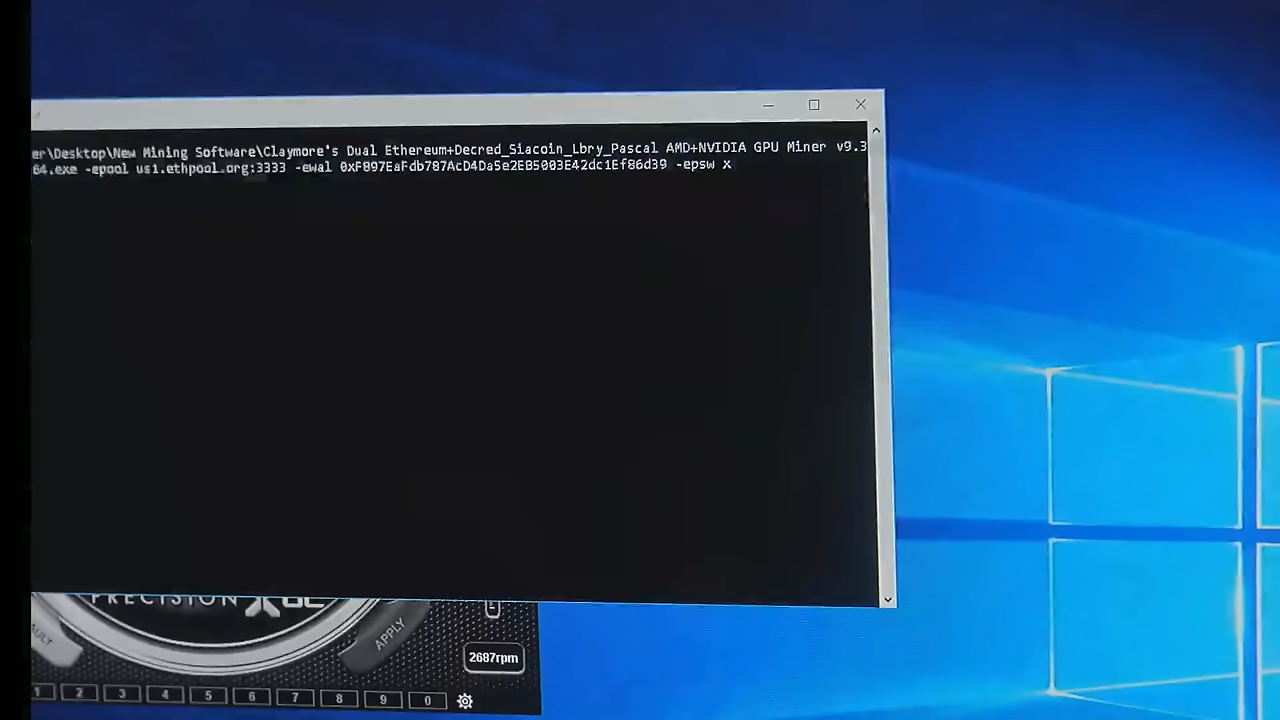 er\Desktop\New Mining Software\Claymore's Dual Ethereum+Decred_Siacoin_Lbry_Pascal AMD+NVIDIA GPU Miner v9.3
64.exe -epool us1.ethpool.org:3333 -ewal 0xF897EaFdb787AcD4Da5e2EB5003E42dc1Ef86d39 -epsw x
PRECISION X OC
AULT
APPLY
2687rpm
1 2 3 4 5 6 7 8 9 0